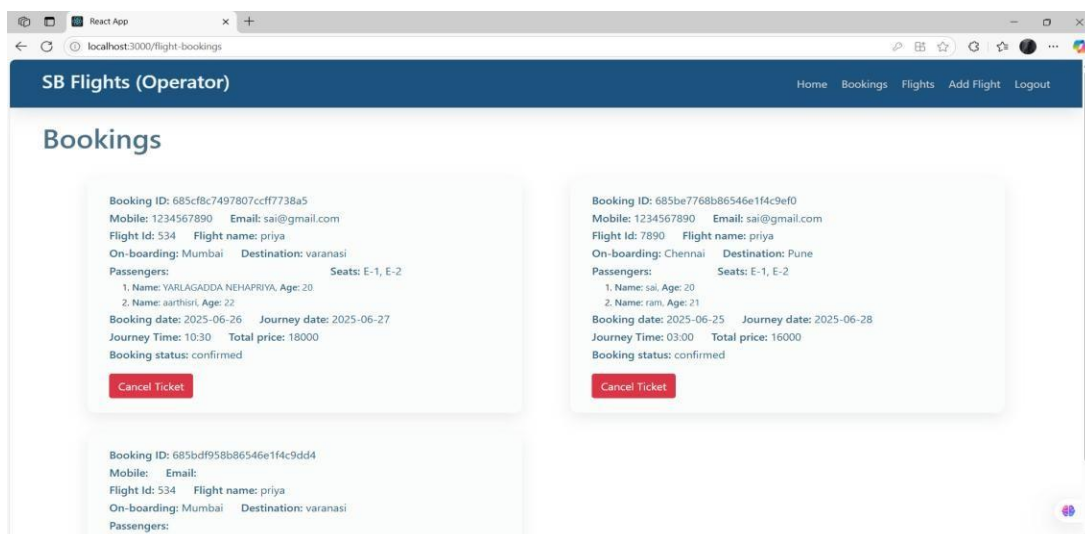 React App
localhost:3000/flight-bookings
SB Flights (Operator)
Home Bookings Flights Add Flight Logout
Bookings
Booking ID: 685cf8c7497807ccff7738a5
Mobile: 1234567890 Email: sai@gmail.com
Flight Id: 534 Flight name: priya
On-boarding: Mumbai Destination: varanasi
Passengers: Seats: E-1, E-2
1. Name: YARLAGADDA NEHAPRIYA, Age: 20
2. Name: aarthisri, Age: 22
Booking date: 2025-06-26 Journey date: 2025-06-27
Journey Time: 10:30 Total price: 18000
Booking status: confirmed
Cancel Ticket
Booking ID: 685be7768b86546e1f4c9ef0
Mobile: 1234567890 Email: sai@gmail.com
Flight Id: 7890 Flight name: priya
On-boarding: Chennai Destination: Pune
Passengers: Seats: E-1, E-2
1. Name: sai, Age: 20
2. Name: ram, Age: 21
Booking date: 2025-06-25 Journey date: 2025-06-28
Journey Time: 03:00 Total price: 16000
Booking status: confirmed
Cancel Ticket
Booking ID: 685bdf958b86546e1f4c9dd4
Mobile: Email:
Flight Id: 534 Flight name: priya
On-boarding: Mumbai Destination: varanasi
Passengers: